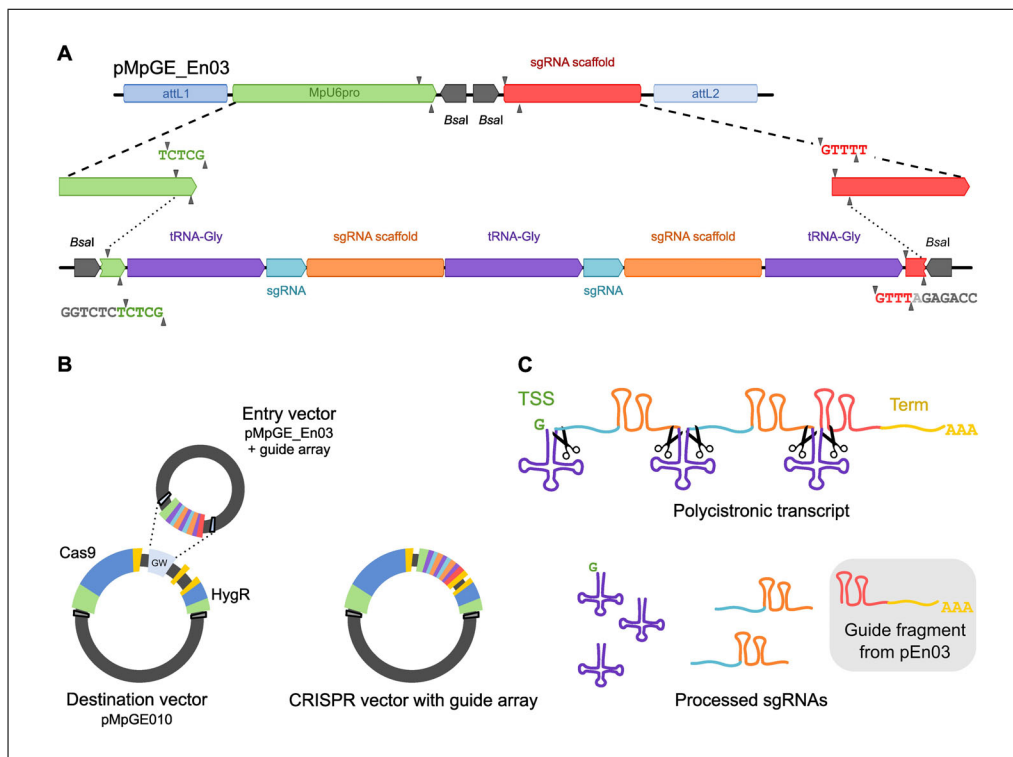 A
pMpGE_En03
sgRNA scaffold
attL1
MpU6pro
attL2
BsaI
BsaI
TCTCG
GTTTT
BsaI
tRNA-Gly
sgRNA scaffold
tRNA-Gly
sgRNA scaffold
tRNA-Gly
BsaI
sgRNA
sgRNA
GGTCTCTCTCG
GTTTAGAGACC
B
Entry vector
pMpGE_En03
+ guide array
Cas9
GW
HygR
Destination vector
pMpGE010
CRISPR vector with guide array
C
TSS
G
Term
AAA
Polycistronic transcript
G
AAA
Guide fragment
from pEn03
Processed sgRNAs